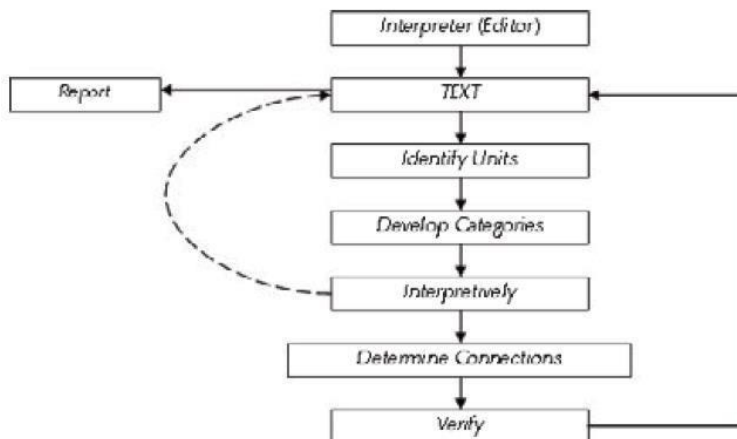 Interpreter (Editor)
Report
TEXT
Identify Units
Develop Categories
Interpretively
Determine Connections
Verify